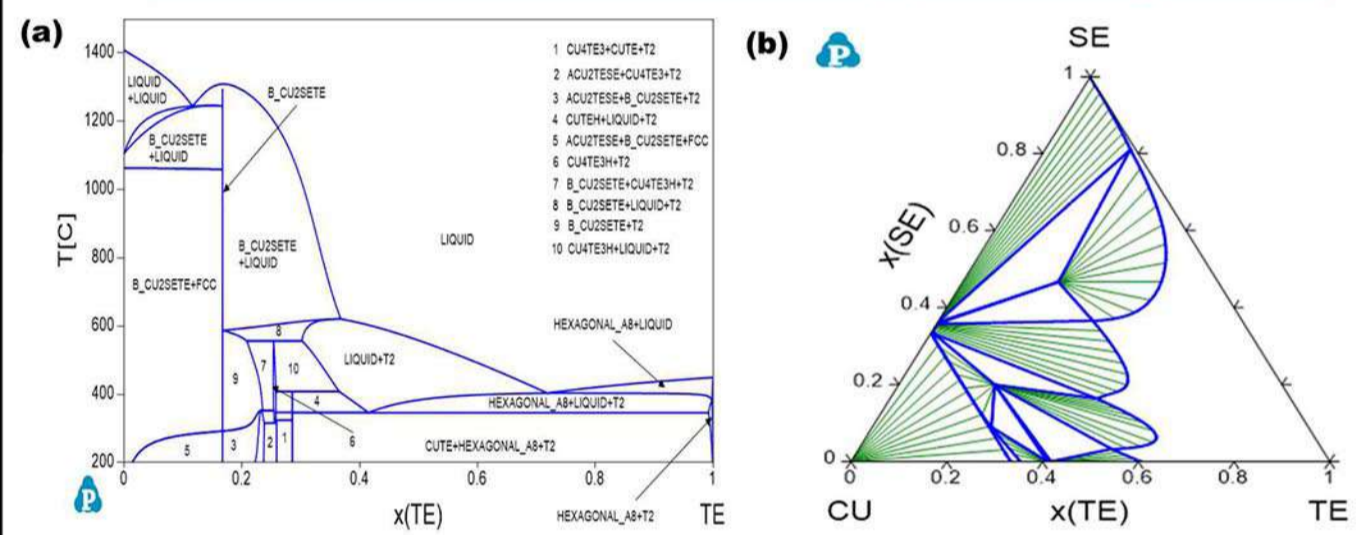 (a)
1400
1200
1000
800
600
400
200
T[C]
0
0.2
0.4
0.6
0.8
1
x(TE)
TE
LIQUID
+LIQUID
B_CU2SETE
+LIQUID
B_CU2SETE
B_CU2SETE+FCC
B_CU2SETE
+LIQUID
LIQUID
1 CU4TE3+CUTE+T2
2 ACU2TESE+CU4TE3+T2
3 ACU2TESE+B_CU2SETE+T2
4 CUTEH+LIQUID+T2
5 ACU2TESE+B_CU2SETE+FCC
6 CU4TE3H+T2
7 B_CU2SETE+CU4TE3H+T2
8 B_CU2SETE+LIQUID+T2
9 B_CU2SETE+T2
10 CU4TE3H+LIQUID+T2
HEXAGONAL_A8+LIQUID
8
LIQUID+T2
7
10
9
4
HEXAGONAL_A8+LIQUID+T2
6
5
3
2
1
CUTE+HEXAGONAL_A8+T2
HEXAGONAL_A8+T2
p
(b)
P
SE
1
0.8
0.6
0.4
0.2
0
x(SE)
0
0.2
0.4
0.6
0.8
1
CU
x(TE)
TE